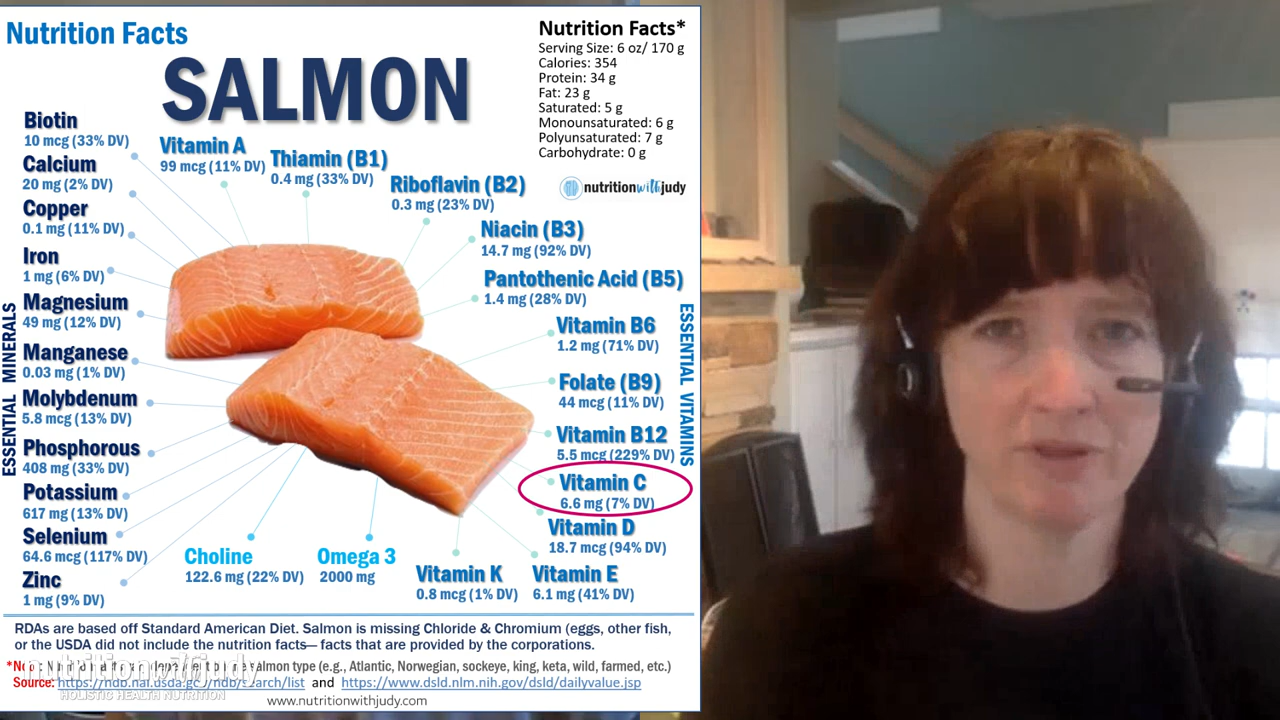 Nutrition Facts
SALMON
Nutrition Facts*
Serving Size: 6 oz/ 170 g
Calories: 354
Protein: 34 g
Fat: 23 g
Saturated: 5 g
Monounsaturated: 6 g
Polyunsaturated: 7 g
Carbohydrate: 0 g
nutritionwithjudy
Biotin
10 mcg (33% DV)
Calcium
20 mg (2% DV)
Copper
0.1 mg (11% DV)
Iron
1 mg (6% DV)
Magnesium
49 mg (12% DV)
Manganese
0.03 mg (1% DV)
Molybdenum
5.8 mg (13% DV)
Phosphorous
408 mg (33% DV)
Potassium
617 mg (13% DV)
Selenium
64.6 mcg (117% DV)
Zinc
1 mg (9% DV)
ESSENTIAL MINERALS
Vitamin A
99 mcg (11% DV)
Thiamin (B1)
0.4 mg (33% DV)
Riboflavin (B2)
0.3 mg (23% DV)
Niacin (B3)
14.7 mg (92% DV)
Pantothenic Acid (B5)
1.4 mg (28% DV)
Vitamin B6
1.2 mg (71% DV)
Folate (B9)
44 mcg (11% DV)
Vitamin B12
5.5 mcg (229% DV)
Vitamin C
6.6 mg (7% DV)
Vitamin D
18.7 mcg (94% DV)
ESSENTIAL VITAMINS
Choline
122.6 mg (22% DV)
Omega 3
2000 mg
Vitamin K
0.8 mcg (1% DV)
Vitamin E
6.1 mg (41% DV)
RDAs are based off Standard American Diet. Salmon is missing Chloride & Chromium (eggs, other fish,
or the USDA did not include the nutrition facts— facts that are provided by the corporations.
salmon type (e.g., Atlantic, Norwegian, sockeye, king, keta, wild, farmed, etc.)
Source: https://ndb.nal.usda.gov/ndb/search/list and https://www.dsld.nlm.nih.gov/dsld/dailyvalue.jsp
www.nutritionwithjudy.com
nutritionwithjudy
HOLISTIC HEALTH NUTRITION